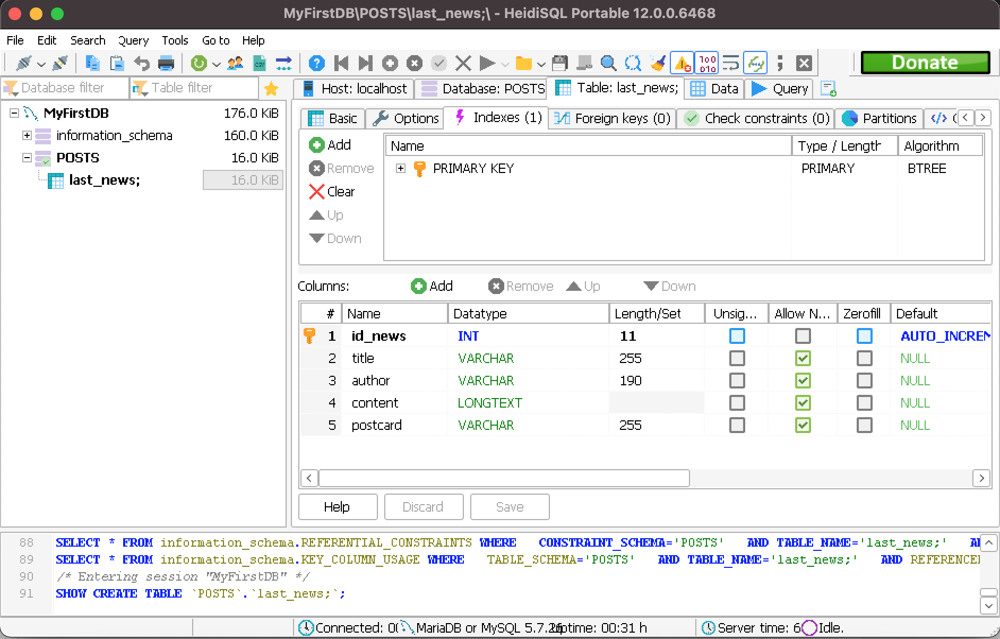 MyFirstDB\POSTS\last_news;\ - HeidiSQL Portable 12.0.0.6468
File Edit Search Query Tools Go to Help
Donate
Database filter Table filter Host: localhost Database: POSTS Table: last_news; Data Query
MyFirstDB 176.0 KiB
information_schema 160.0 KiB
POSTS 16.0 KiB
last_news; 16.0 KiB
Basic Options Indexes (1) Foreign keys (0) Check constraints (0) Partitions
Add
Remove
Clear
Up
Down
Name Type / Length Algorithm
PRIMARY KEY PRIMARY BTREE
Columns: Add Remove Up Down
# Name Datatype Length/Set Unsig... Allow N... Zerofill Default
1 id_news INT 11 AUTO_INCREM
2 title VARCHAR 255 NULL
3 author VARCHAR 190 NULL
4 content LONGTEXT NULL
5 postcard VARCHAR 255 NULL
Help Discard Save
88 SELECT * FROM information_schema.REFERENTIAL_CONSTRAINTS WHERE CONSTRAINT_SCHEMA='POSTS' AND TABLE_NAME='last_news;'
89 SELECT * FROM information_schema.KEY_COLUMN_USAGE WHERE TABLE_SCHEMA='POSTS' AND TABLE_NAME='last_news;' AND
90 /* Entering session "MyFirstDB" */
91 SHOW CREATE TABLE `POSTS`.`last_news;`;
Connected: MariaDB or MySQL 5.7.26 Uptime: 00:31 h Server time: 6 Idle.